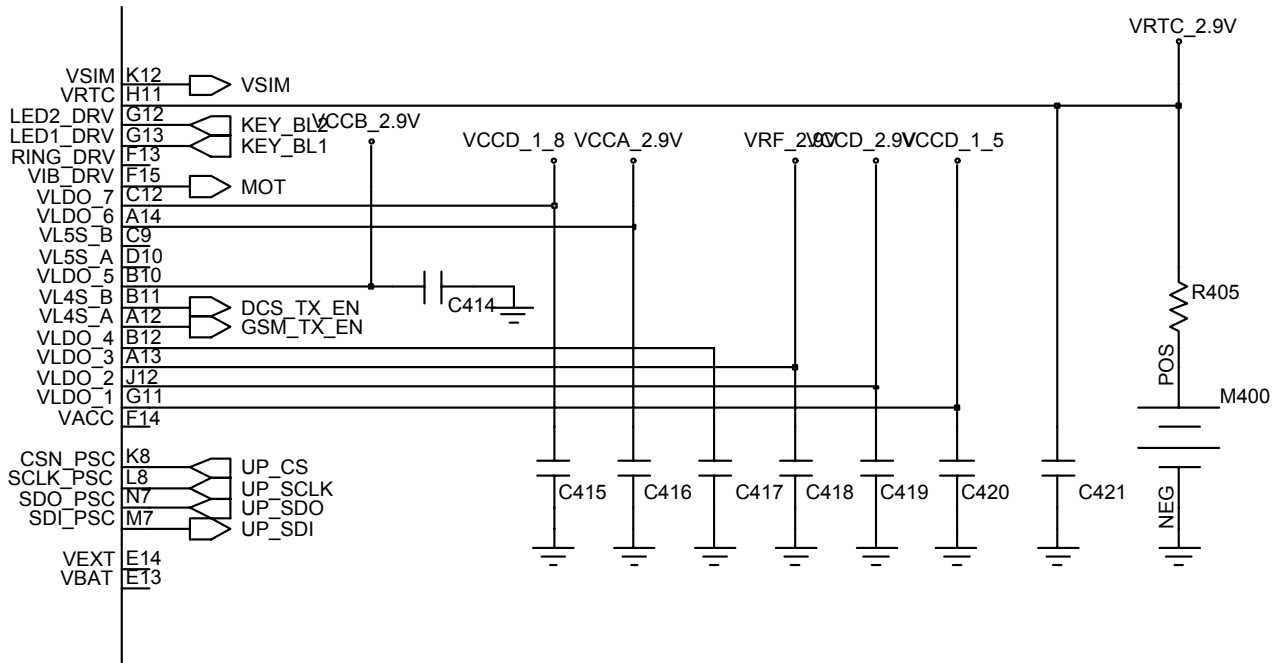 VRTC_2.9V
VSIM K12 VSIM
VRTC H11
LED2_DRV G12 KEY_BL2
VCCB_2.9V
LED1_DRV G13 KEY_BL1
VCCD_1_8 VCCA_2.9V VRF_2.9V VCCD_2.9V VCCD_1_5
RING_DRV F13
VIB_DRV F15 MOT
VLDO_7 C12
VLDO_6 A14
VL5S_B C9
VL5S_A D10
VLDO_5 B10
C414
R405
VL4S_B B11 DCS_TX_EN
VL4S_A A12 GSM_TX_EN
VLDO_4 B12
VLDO_3 A13
VLDO_2 J12
VLDO_1 G11
VACC F14
POS
M400
CSN_PSC K8 UP_CS
SCLK_PSC L8 UP_SCLK
SDO_PSC N7 UP_SDO
SDI_PSC M7 UP_SDI
C415 C416 C417 C418 C419 C420 C421
NEG
VEXT E14
VBAT E13